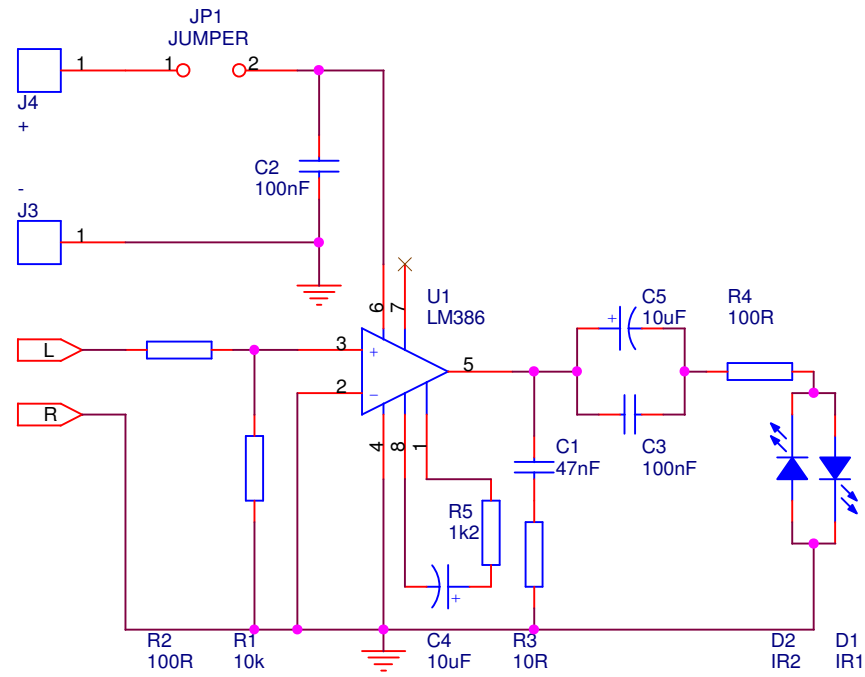 JP1
JUMPER
1
1
2
J4
+
C2
100nF
-
J3
1
6
7
U1
LM386
C5
+
10uF
R4
100R
L
3
+
5
2
−
R
4
8
1
C1
47nF
C3
100nF
R5
1k2
+
R2
100R
R1
10k
C4
10uF
R3
10R
D2
IR2
D1
IR1